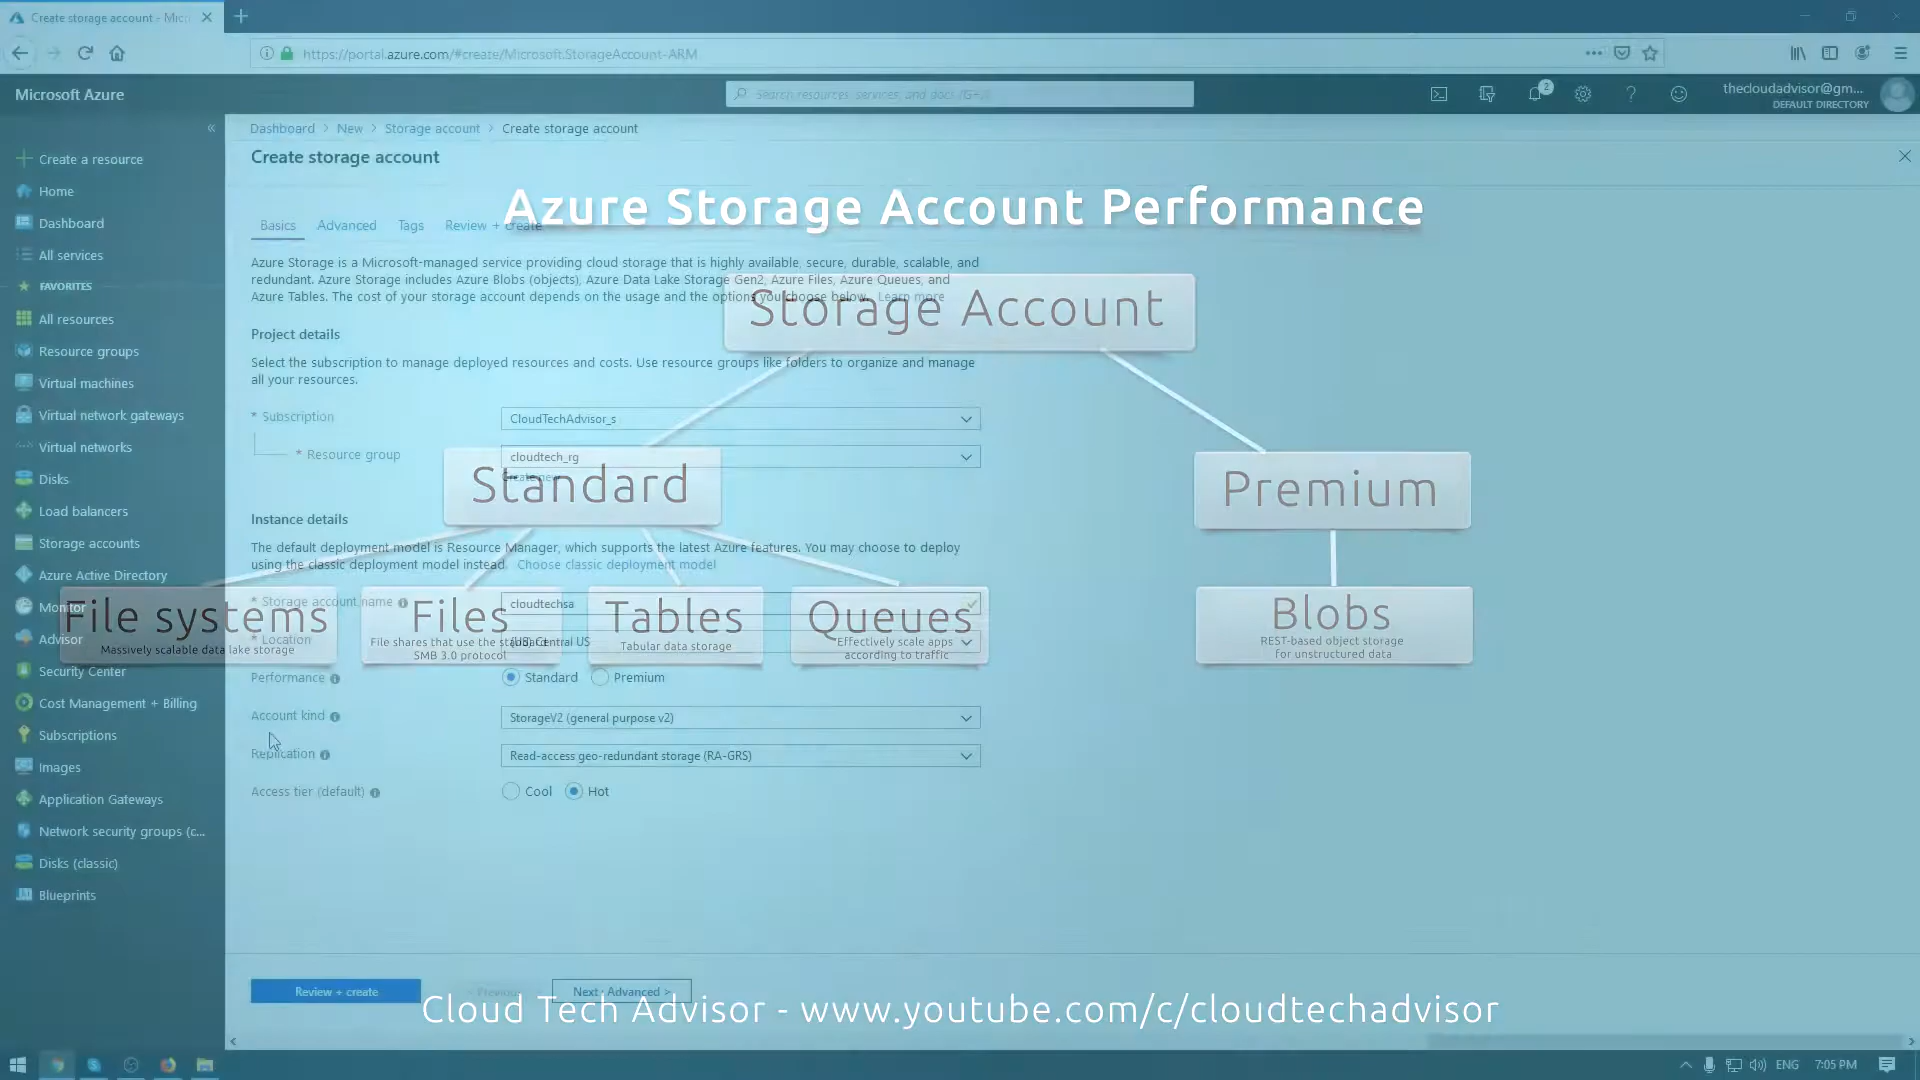 Create storage account - Micr
https://portal.azure.com/#create/Microsoft.StorageAccount-ARM
Microsoft Azure
Search resources, services, and docs (G+/)
2
thecloudadvisor@gm...
DEFAULT DIRECTORY
Dashboard > New > Storage account > Create storage account
Create storage account
Azure Storage Account Performance
Basics
Advanced
Tags
Review + create
Azure Storage is a Microsoft-managed service providing cloud storage that is highly available, secure, durable, scalable, and
redundant. Azure Storage includes Azure Blobs (objects), Azure Data Lake Storage Gen2, Azure Files, Azure Queues, and
Azure Tables. The cost of your storage account depends on the usage and the options you choose below. Learn more
Storage Account
Project details
Select the subscription to manage deployed resources and costs. Use resource groups like folders to organize and manage
all your resources.
* Subscription
CloudTechAdvisor_s
* Resource group
cloudtech_rg
Create new
Standard
Premium
Instance details
The default deployment model is Resource Manager, which supports the latest Azure features. You may choose to deploy
using the classic deployment model instead. Choose classic deployment model
* Storage account name
cloudtechsa
* Location
(US) Central US
File systems
Massively scalable data lake storage
Files
File shares that use the standard
SMB 3.0 protocol
Tables
Tabular data storage
Queues
Effectively scale apps
according to traffic
Blobs
REST-based object storage
for unstructured data
Performance
Standard
Premium
Account kind
StorageV2 (general purpose v2)
Replication
Read-access geo-redundant storage (RA-GRS)
Access tier (default)
Cool
Hot
Review + create
< Previous
Next : Advanced >
Cloud Tech Advisor - www.youtube.com/c/cloudtechadvisor
Create a resource
Home
Dashboard
All services
FAVORITES
All resources
Resource groups
Virtual machines
Virtual network gateways
Virtual networks
Disks
Load balancers
Storage accounts
Azure Active Directory
Monitor
Advisor
Security Center
Cost Management + Billing
Subscriptions
Images
Application Gateways
Network security groups (c...
Disks (classic)
Blueprints
ENG
7:05 PM